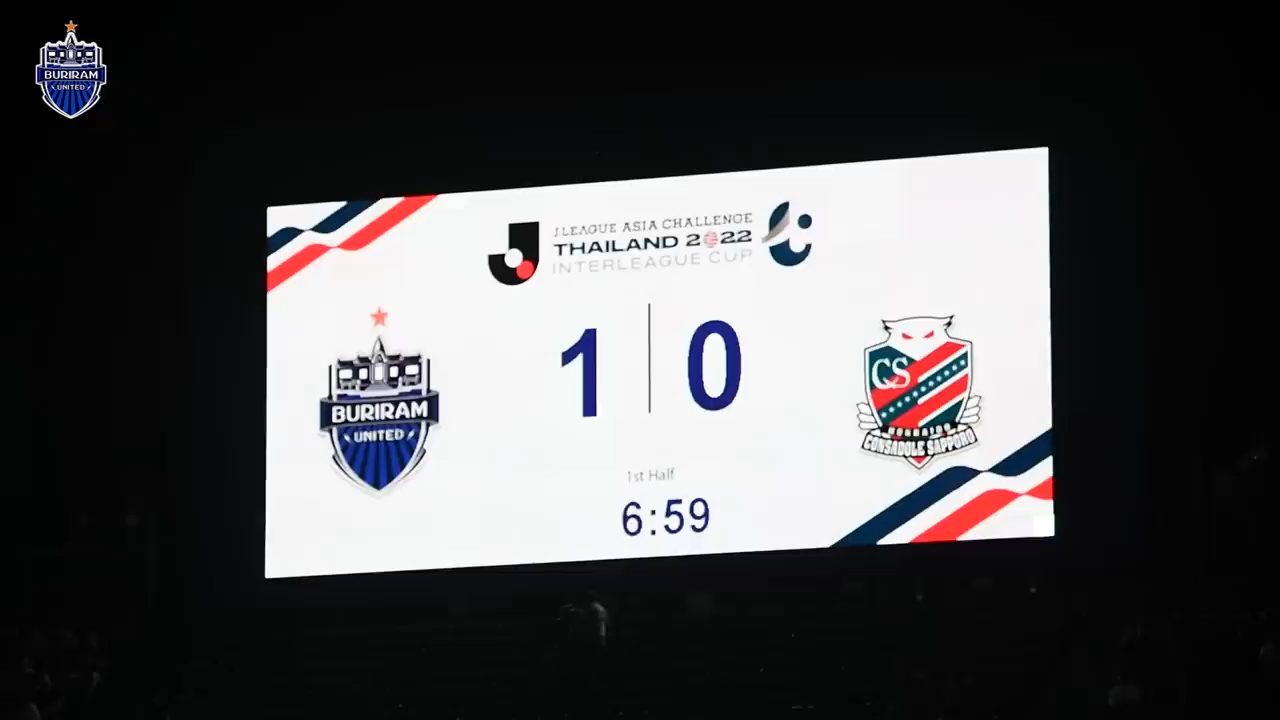 BURIRAM
UNITED
J.LEAGUE ASIA CHALLENGE
THAILAND 2022
INTERLEAGUE CUP
1 0
BURIRAM
UNITED
CS
HOKKAIDO
CONSADOLE SAPPORO
1st Half
6:59